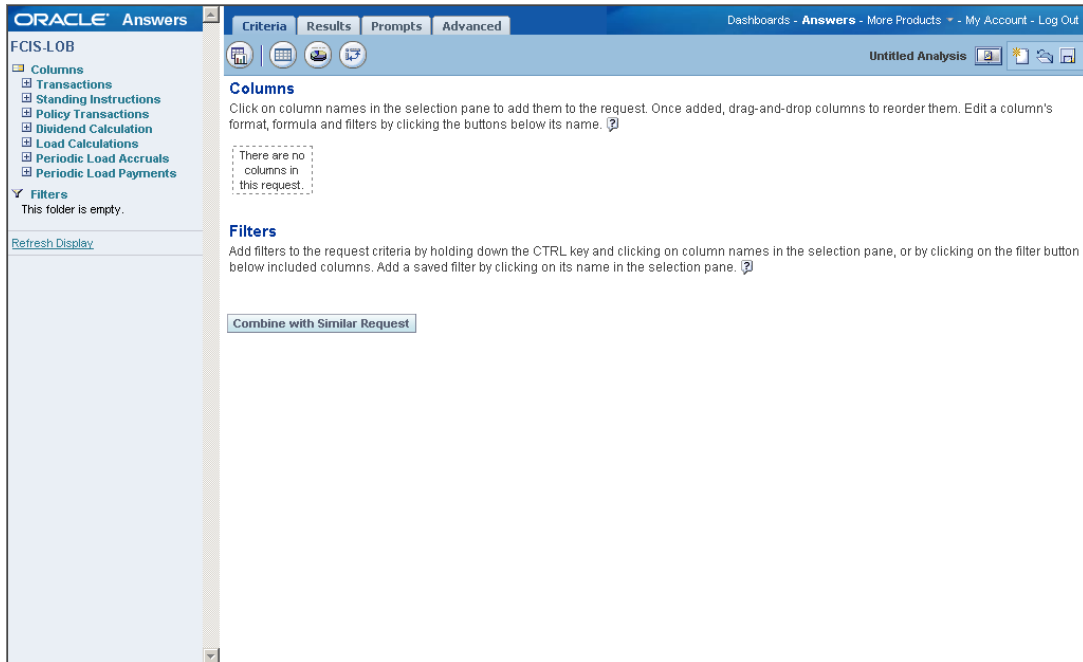 ORACLE Answers
FCIS-LOB
Columns
Transactions
Standing Instructions
Policy Transactions
Dividend Calculation
Load Calculations
Periodic Load Accruals
Periodic Load Payments
Filters
This folder is empty.
Refresh Display
Criteria Results Prompts Advanced
Dashboards - Answers - More Products - My Account - Log Out
Untitled Analysis
Columns
Click on column names in the selection pane to add them to the request. Once added, drag-and-drop columns to reorder them. Edit a column's
format, formula and filters by clicking the buttons below its name. ?
There are no
columns in
this request.
Filters
Add filters to the request criteria by holding down the CTRL key and clicking on column names in the selection pane, or by clicking on the filter button
below included columns. Add a saved filter by clicking on its name in the selection pane. ?
Combine with Similar Request